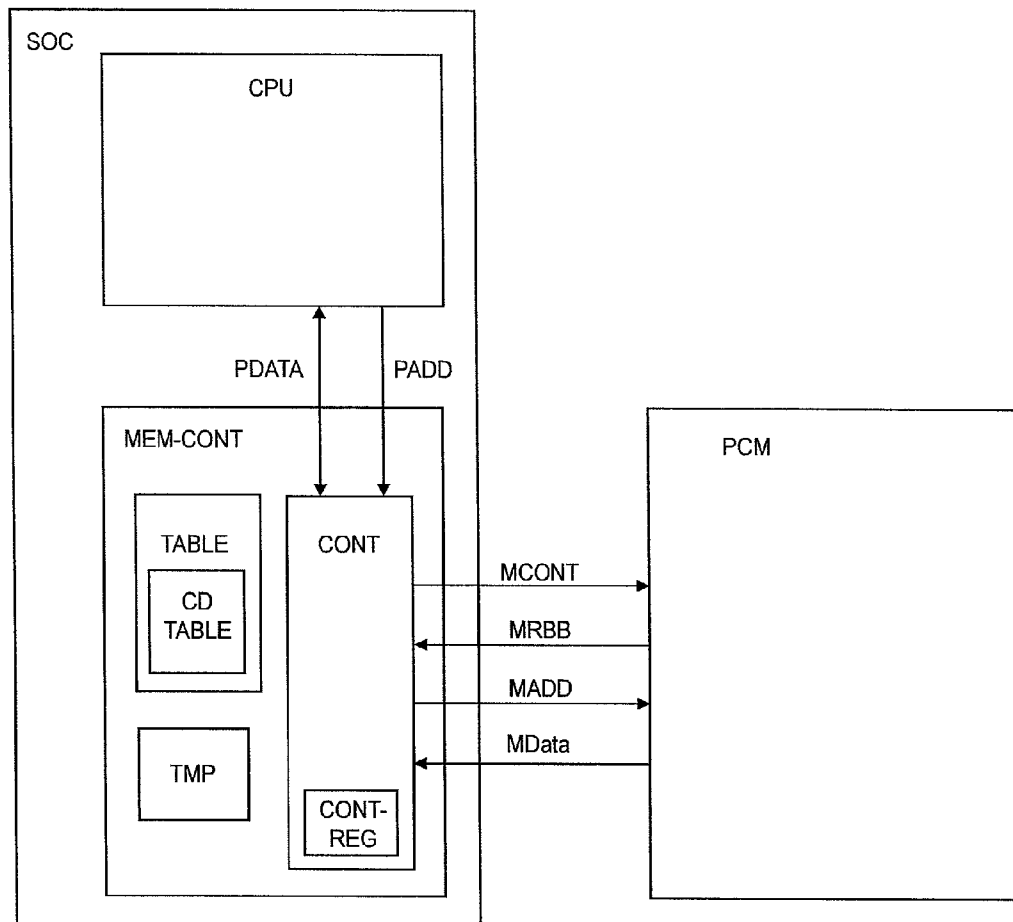 SOC
CPU
PDATA
PADD
MEM-CONT
PCM
TABLE
CD
TABLE
CONT
MCONT
MRBB
MADD
MData
TMP
CONT-
REG